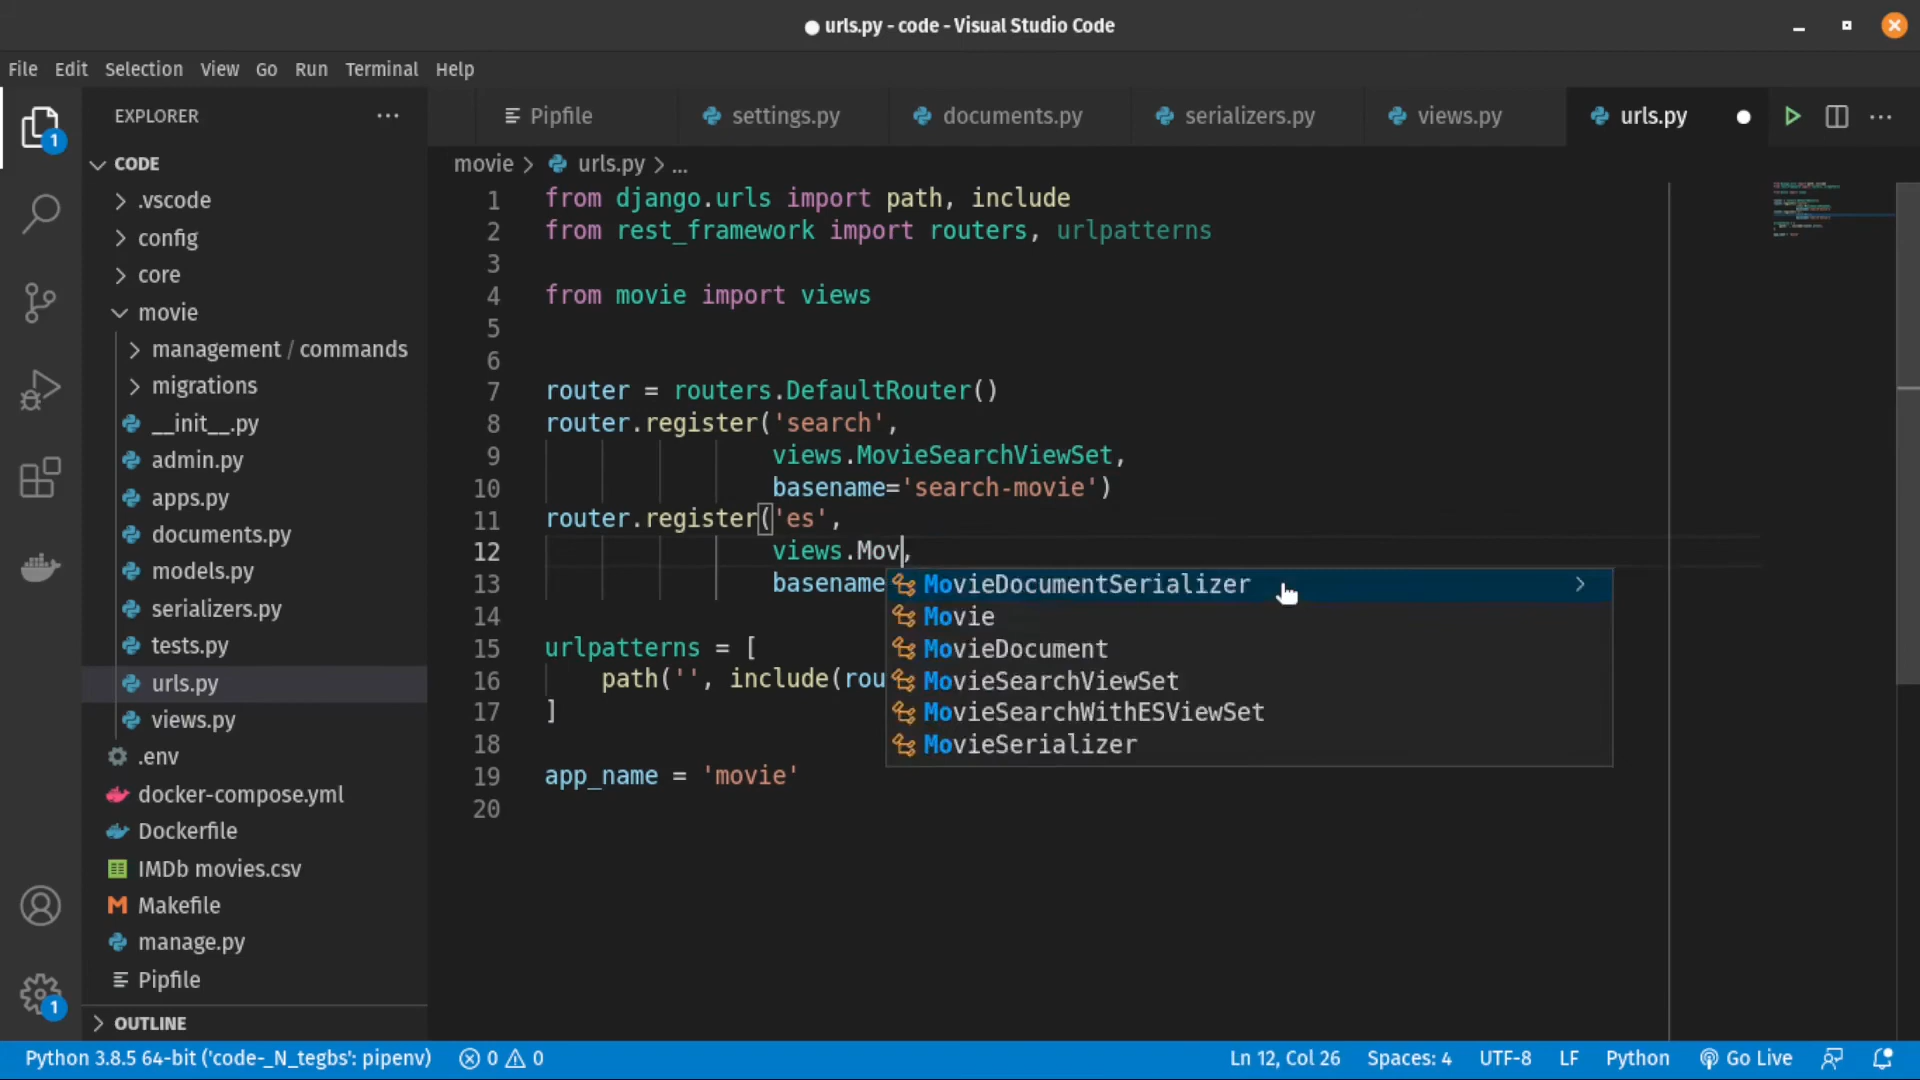 urls.py - code - Visual Studio Code
File Edit Selection View Go Run Terminal Help
EXPLORER
Pipfile settings.py documents.py serializers.py views.py urls.py
CODE
.vscode
config
core
movie
management / commands
migrations
__init__.py
admin.py
apps.py
documents.py
models.py
serializers.py
tests.py
urls.py
views.py
.env
docker-compose.yml
Dockerfile
IMDb movies.csv
Makefile
manage.py
Pipfile
OUTLINE
1
1
movie > urls.py > ...
1 from django.urls import path, include
2 from rest_framework import routers, urlpatterns
3
4 from movie import views
5
6
7 router = routers.DefaultRouter()
8 router.register('search',
9 views.MovieSearchViewSet,
10 basename='search-movie')
11 router.register('es',
12 views.Mov,
13 basename
14
15 urlpatterns = [
16 path('', include(rou
17 ]
18
19 app_name = 'movie'
20
MovieDocumentSerializer
Movie
MovieDocument
MovieSearchViewSet
MovieSearchWithESViewSet
MovieSerializer
Python 3.8.5 64-bit ('code-_N_tegbs': pipenv) 0 0 Ln 12, Col 26 Spaces: 4 UTF-8 LF Python Go Live